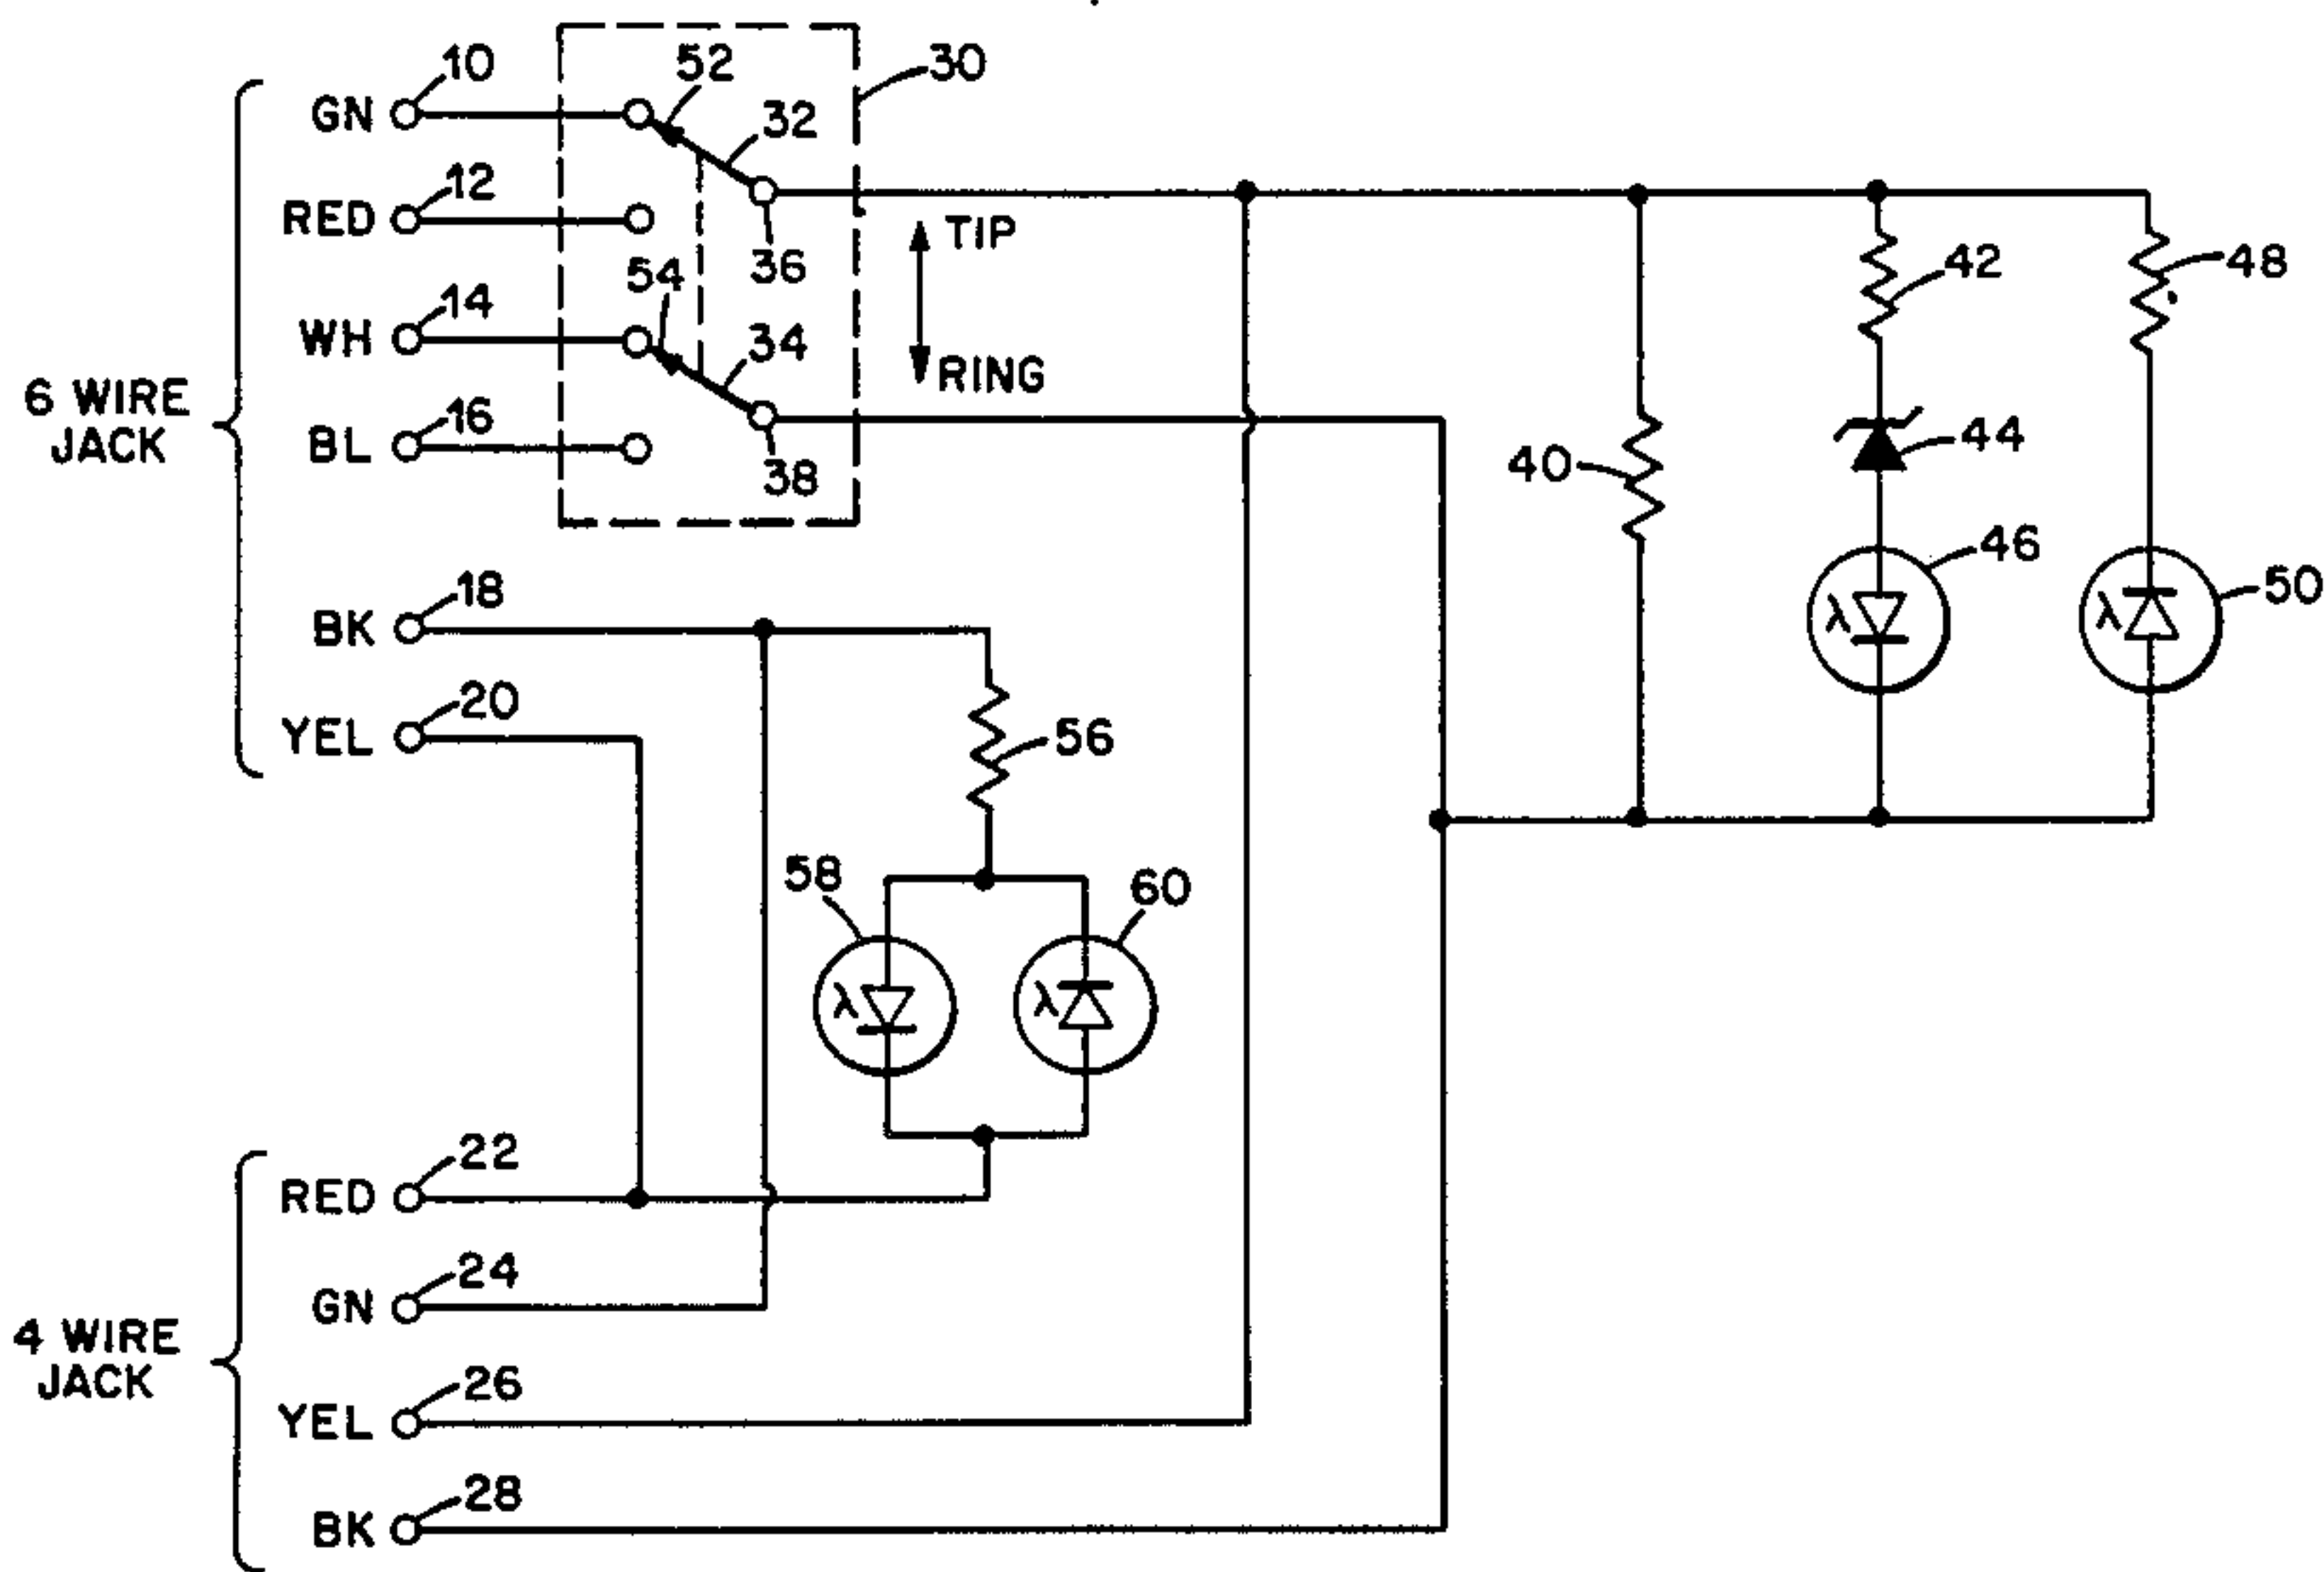 10
52
30
GN
32
12
TIP
RED
36
42
48
54
14
WH
34
RING
6 WIRE
JACK
16
BL
38
40
44
46
50
18
BK
20
YEL
56
58
60
λ
λ
λ
λ
22
RED
24
GN
4 WIRE
JACK
26
YEL
28
BK